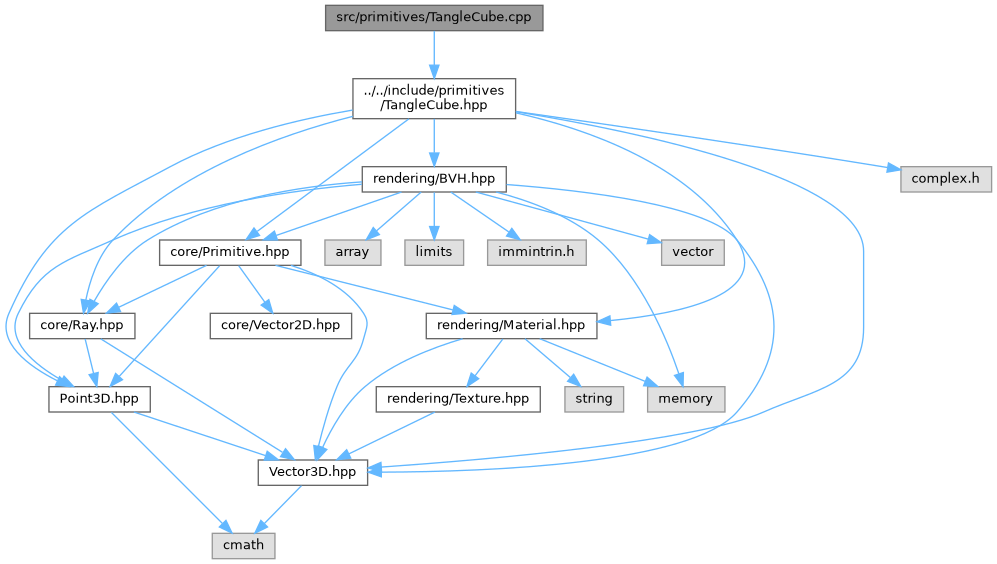 src/primitives/TangleCube.cpp
../../include/primitives
/TangleCube.hpp
rendering/BVH.hpp
complex.h
core/Primitive.hpp
array
limits
immintrin.h
vector
core/Ray.hpp
core/Vector2D.hpp
rendering/Material.hpp
Point3D.hpp
rendering/Texture.hpp
string
memory
Vector3D.hpp
cmath